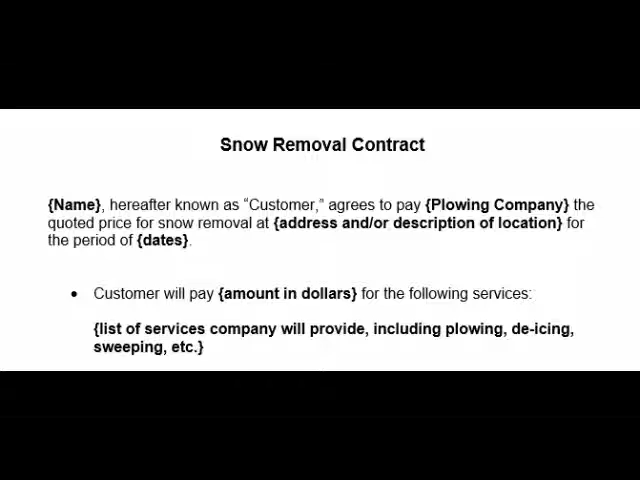 Snow Removal Contract
{Name}, hereafter known as “Customer,” agrees to pay {Plowing Company} the
quoted price for snow removal at {address and/or description of location} for
the period of {dates}.
• Customer will pay {amount in dollars} for the following services:
{list of services company will provide, including plowing, de-icing,
sweeping, etc.}